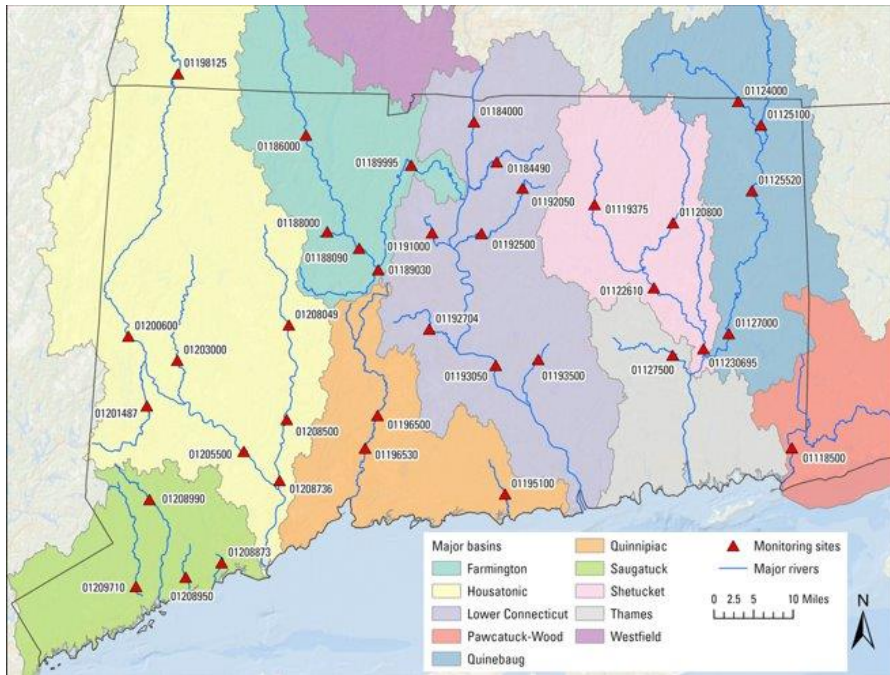 01198125
01124000
01184000
01125100
01186000
01189995
01184490
01125520
01192050
01119375
01120800
01188000
01191000
01192500
01188090
01189030
01122610
01208049
01192704
01200600
01127000
01203000
01230695
01193050
01193500
01127500
01201487
01196500
01208500
01205500
01196530
01118500
01208736
01195100
01208990
01208873
01209710
01208950
Major basins
Farmington
Housatonic
Lower Connecticut
Pawcatuck-Wood
Quinebaug
Quinnipiac
Saugatuck
Shetucket
Thames
Westfield
Monitoring sites
Major rivers
0 2.5 5 10 Miles
N